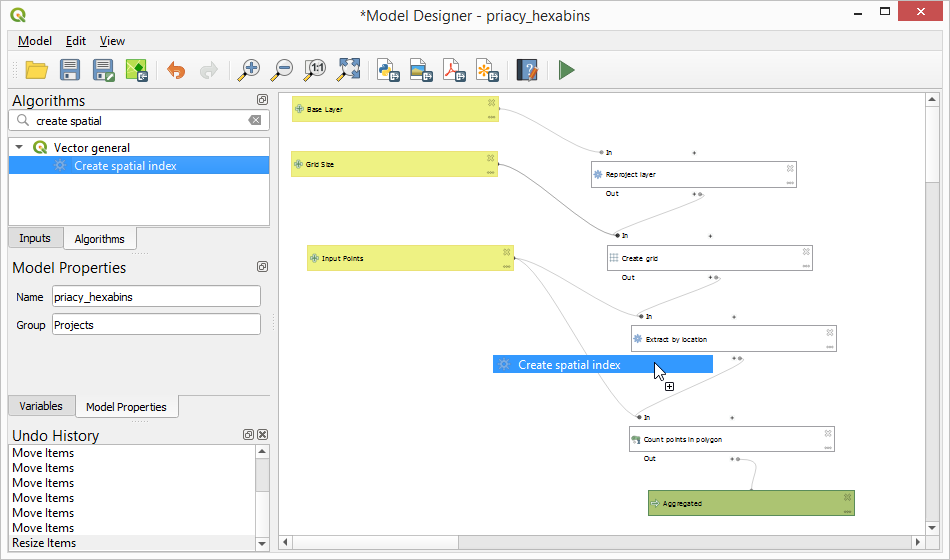 *Model Designer - priacy_hexabins
Model Edit View
Algorithms
create spatial
Vector general
Create spatial index
Inputs Algorithms
Model Properties
Name priacy_hexabins
Group Projects
Variables Model Properties
Undo History
Move Items
Move Items
Move Items
Move Items
Move Items
Move Items
Resize Items
Base Layer
Grid Size
Input Points
In
Reproject layer
Out
In
Create grid
Out
In
Extract by location
Create spatial index
In
Count points in polygon
Out
Aggregated